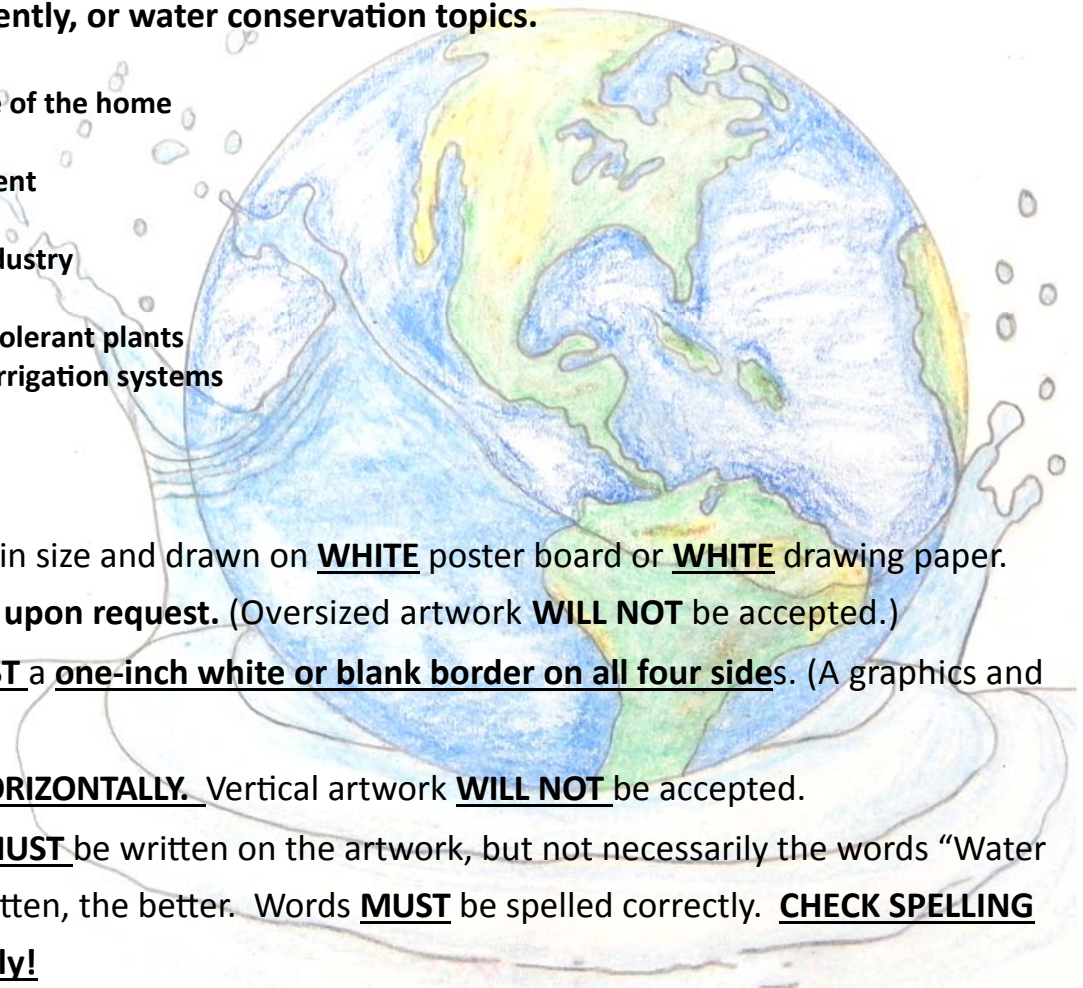 ently, or water conservation topics.
e of the home
ent
dustry
olerant plants
rrigation systems
in size and drawn on WHITE poster board or WHITE drawing paper.
upon request. (Oversized artwork WILL NOT be accepted.)
ST a one-inch white or blank border on all four sides. (A graphics and
ORIZONTALLY. Vertical artwork WILL NOT be accepted.
MUST be written on the artwork, but not necessarily the words “Water
tten, the better. Words MUST be spelled correctly. CHECK SPELLING
ly!